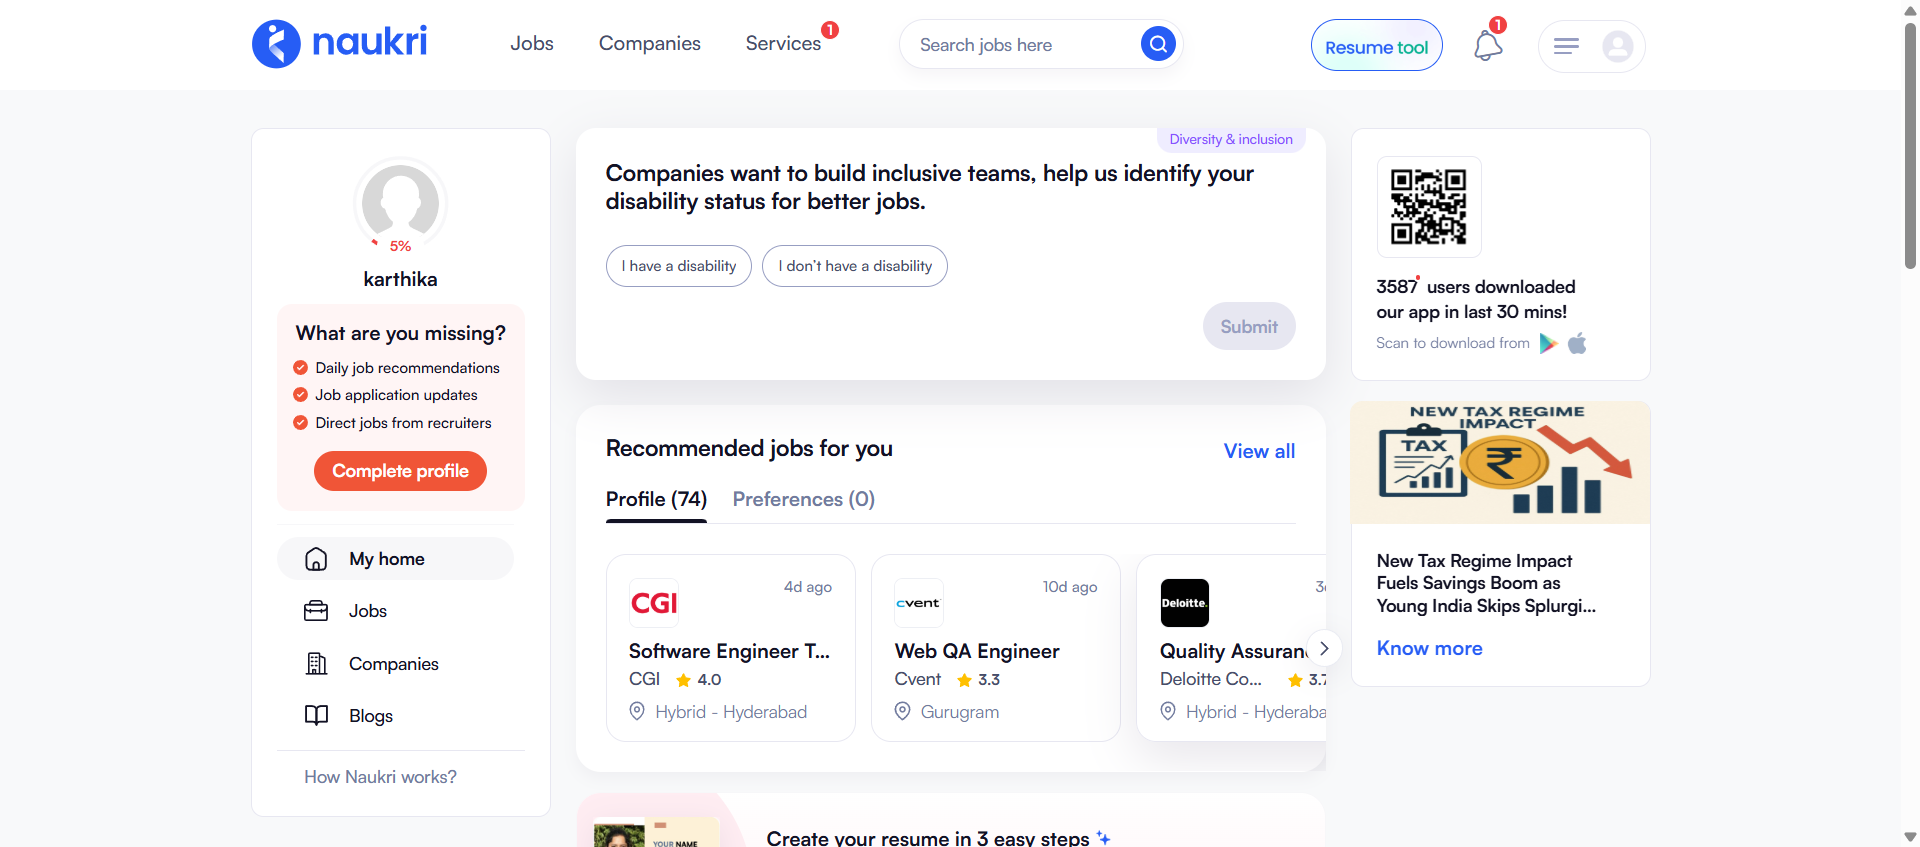 naukri
Jobs
Companies
Services
1
Search jobs here
Resume tool
1
5%
karthika
What are you missing?
Daily job recommendations
Job application updates
Direct jobs from recruiters
Complete profile
My home
Jobs
Companies
Blogs
How Naukri works?
Diversity & inclusion
Companies want to build inclusive teams, help us identify your
disability status for better jobs.
I have a disability
I don't have a disability
Submit
Recommended jobs for you
View all
Profile (74)
Preferences (0)
CGI
4d ago
Software Engineer T...
CGI
4.0
Hybrid - Hyderabad
cvent
10d ago
Web QA Engineer
Cvent
3.3
Gurugram
Deloitte.
Quality Assuran
Deloitte Co...
3.7
Hybrid - Hyderaba
Create your resume in 3 easy steps
YOUR NAME
3587 users downloaded
our app in last 30 mins!
Scan to download from
NEW TAX REGIME
IMPACT
TAX
New Tax Regime Impact
Fuels Savings Boom as
Young India Skips Splurgi...
Know more